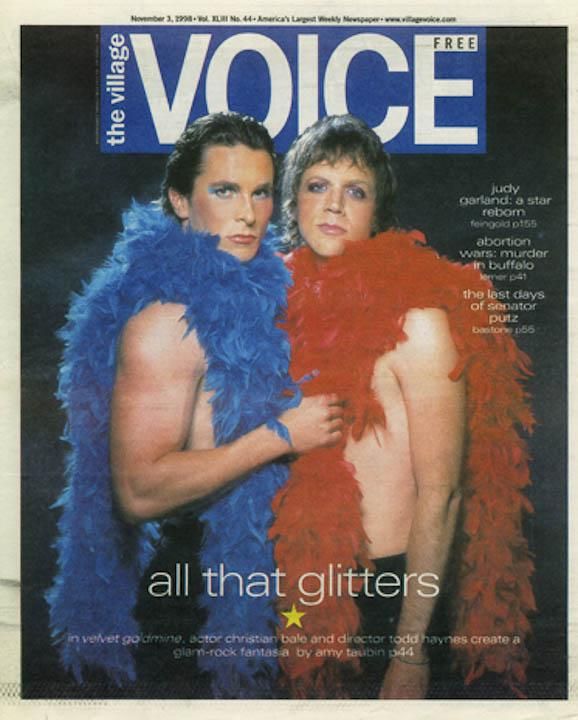 November 3, 1998 • Vol. XLIII No. 44 • America's Largest Weekly Newspaper • www.villagevoice.com
the village
VOICE
FREE
judy
garland: a star
reborn
feingold p155
abortion
wars: murder
in buffalo
lerner p41
the last days
of senator
putz
bastone p55
all that glitters
in velvet goldmine, actor christian bale and director todd haynes create a
glam-rock fantasia by amy taubin p44